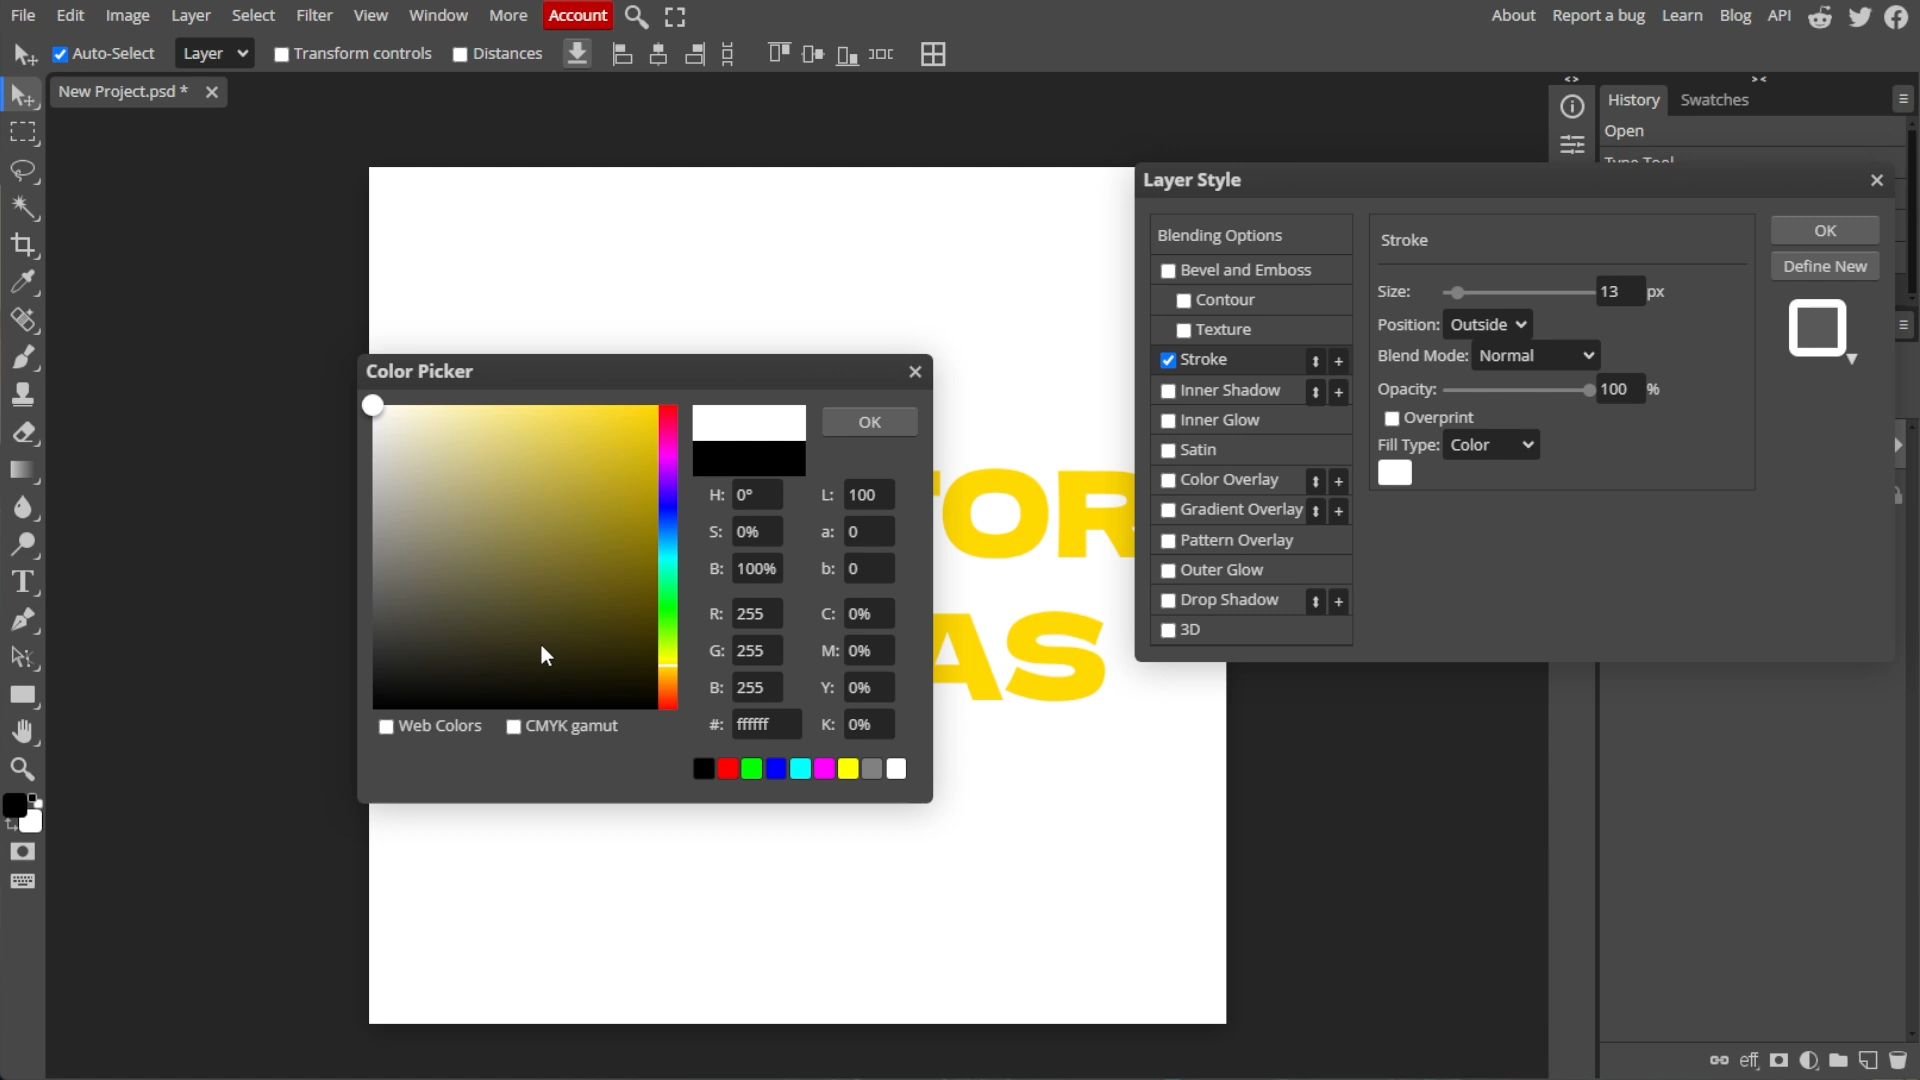 File Edit Image Layer Select Filter View Window More Account About Report a bug Learn Blog API
Auto-Select Layer Transform controls Distances
New Project.psd *
History Swatches
Open
Type Tool
Layer Style
Blending Options
Bevel and Emboss
Contour
Texture
Stroke
Inner Shadow
Inner Glow
Satin
Color Overlay
Gradient Overlay
Pattern Overlay
Outer Glow
Drop Shadow
3D
Stroke
Size: 13 px
Position: Outside
Blend Mode: Normal
Opacity: 100 %
Overprint
Fill Type: Color
OK
Define New
Color Picker
OK
H: 0° L: 100
S: 0% a: 0
B: 100% b: 0
R: 255 C: 0%
G: 255 M: 0%
B: 255 Y: 0%
#: ffffff K: 0%
Web Colors CMYK gamut
TOR
AS
eff